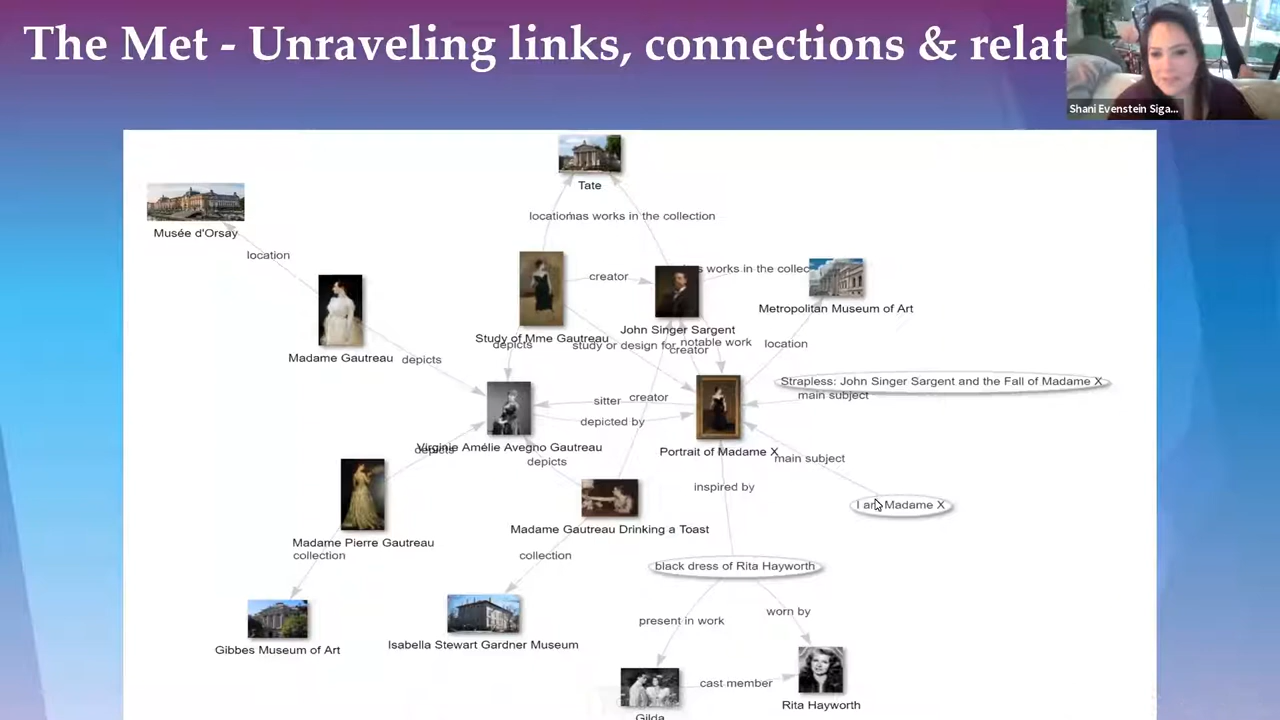 The Met - Unraveling links, connections & relat
Shani Evenstein Siga...
Tate
Musée d'Orsay
location
has works in the collection
location
creator
works in the collec
Metropolitan Museum of Art
John Singer Sargent
Study of Mme Gautreau
depicts
study or design for
notable work
creator
location
Madame Gautreau
depicts
Strapless: John Singer Sargent and the Fall of Madame X
main subject
sitter
creator
depicted by
Virginie Amélie Avegno Gautreau
depicts
Portrait of Madame X
main subject
depicts
inspired by
I am Madame X
Madame Gautreau Drinking a Toast
Madame Pierre Gautreau
collection
collection
black dress of Rita Hayworth
present in work
worn by
Isabella Stewart Gardner Museum
Gibbes Museum of Art
cast member
Rita Hayworth
Gilda